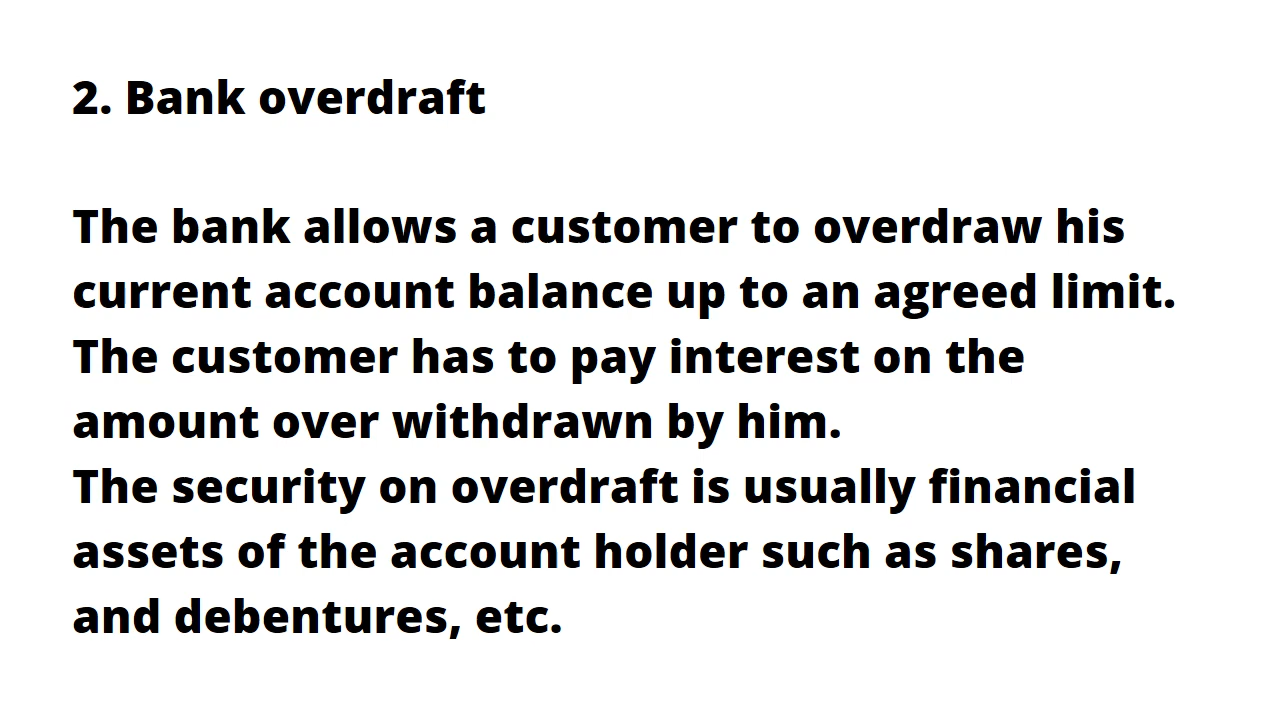 2. Bank overdraft
The bank allows a customer to overdraw his
current account balance up to an agreed limit.
The customer has to pay interest on the
amount over withdrawn by him.
The security on overdraft is usually financial
assets of the account holder such as shares,
and debentures, etc.